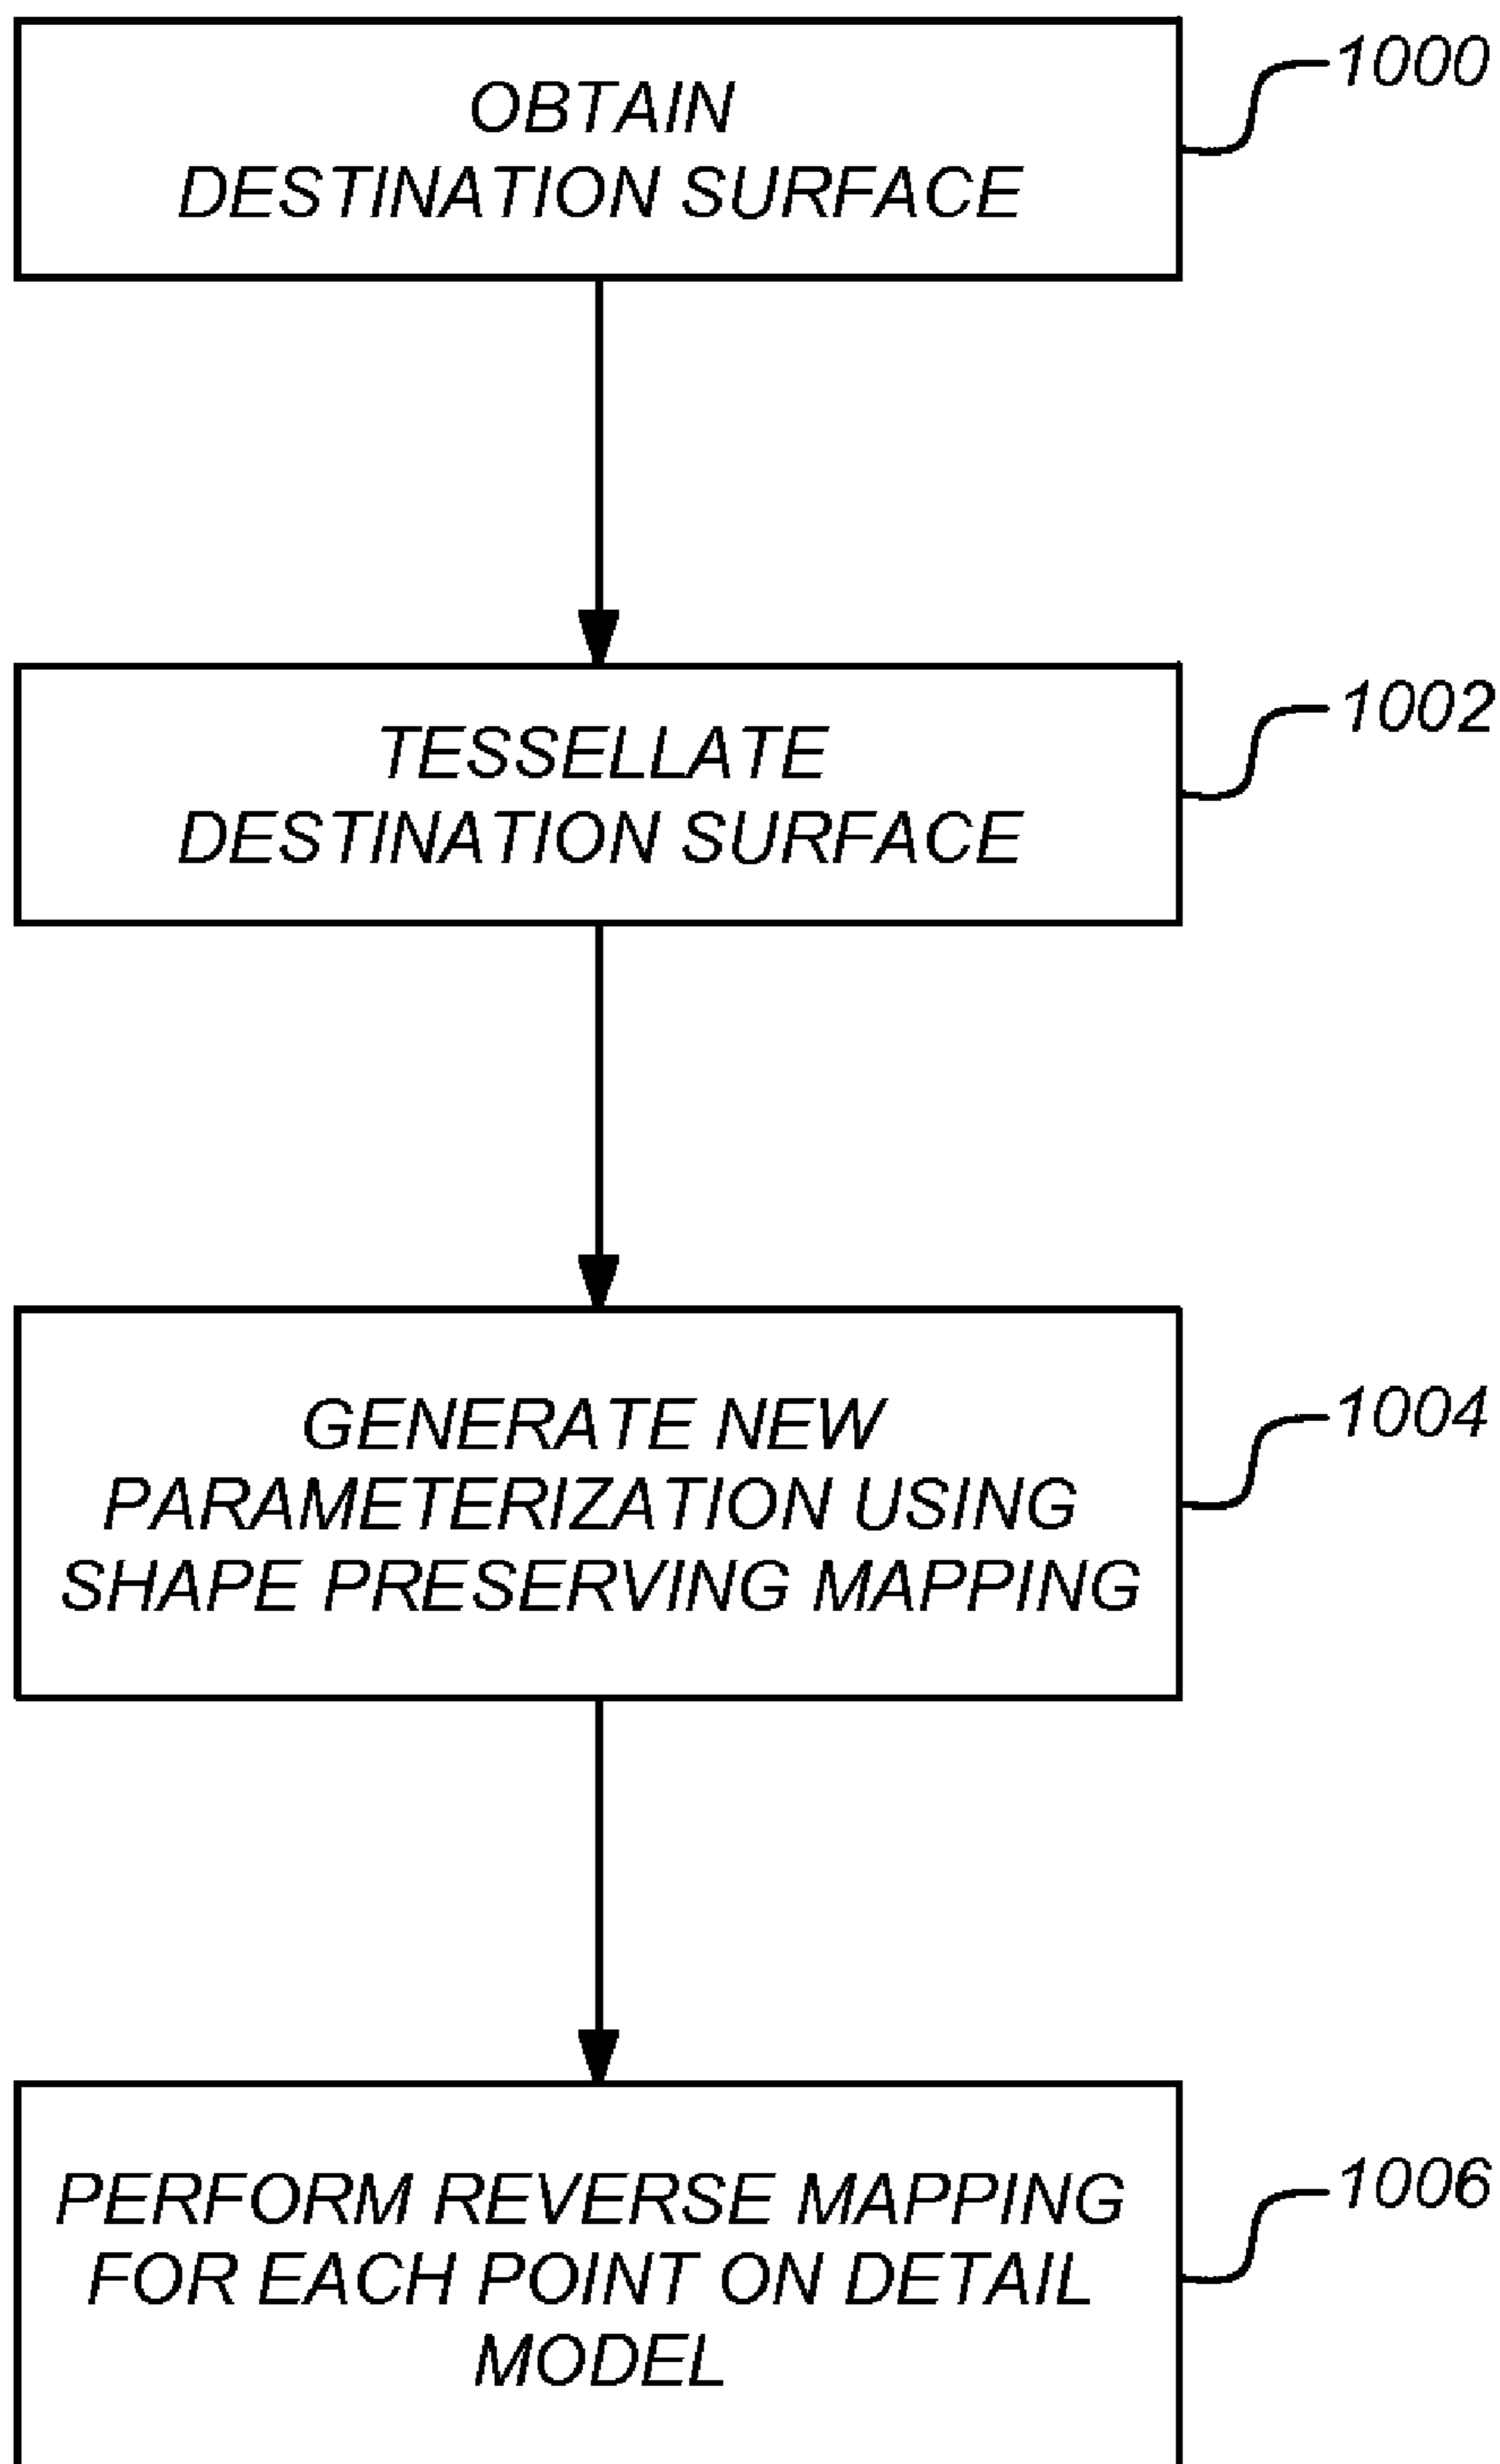 OBTAIN
DESTINATION SURFACE
1000
TESSELLATE
DESTINATION SURFACE
1002
GENERATE NEW
PARAMETERIZATION USING
SHAPE PRESERVING MAPPING
1004
PERFORM REVERSE MAPPING
FOR EACH POINT ON DETAIL
MODEL
1006